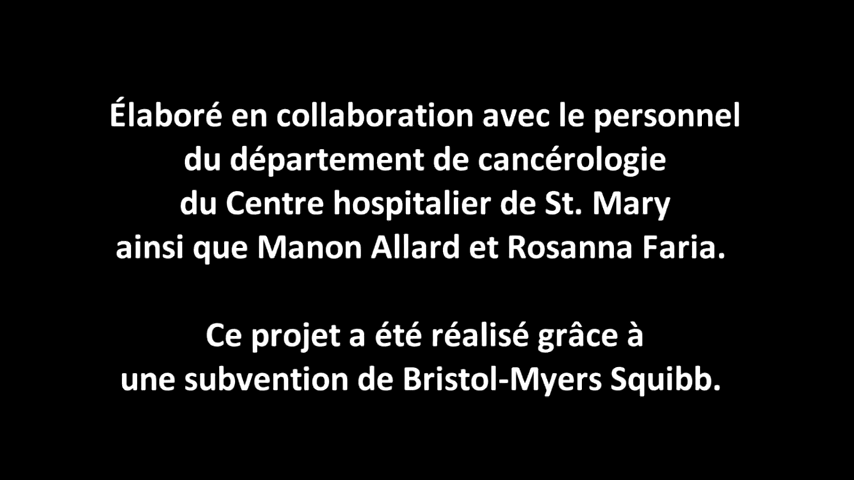 Élaboré en collaboration avec le personnel
du département de cancérologie
du Centre hospitalier de St. Mary
ainsi que Manon Allard et Rosanna Faria.
Ce projet a été réalisé grâce à
une subvention de Bristol-Myers Squibb.